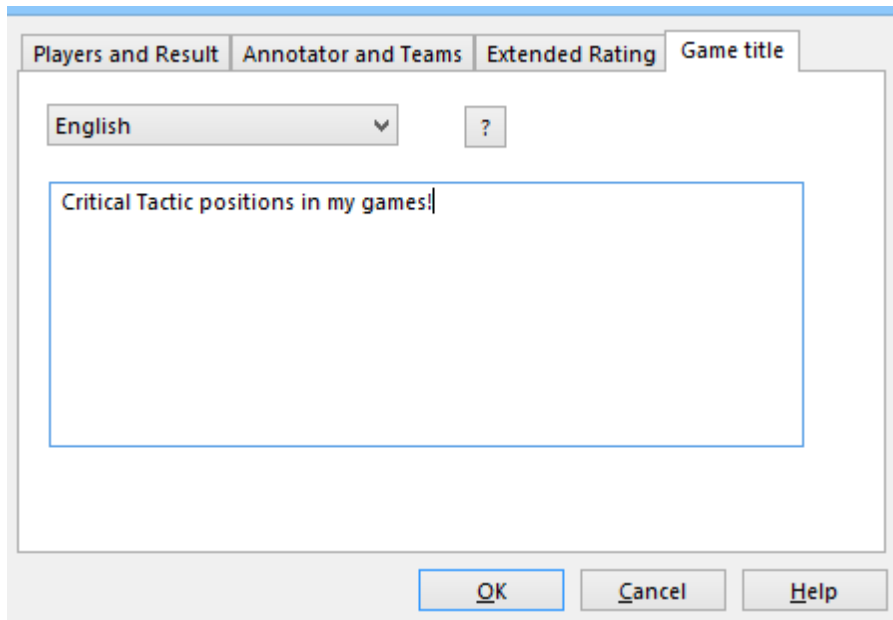 Players and Result Annotator and Teams Extended Rating Game title
English ?
Critical Tactic positions in my games!
OK Cancel Help